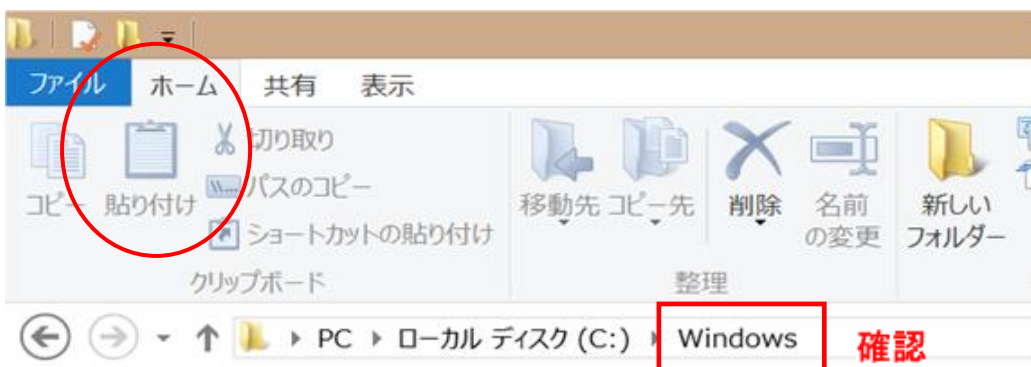 ファイル ホーム 共有 表示
コピー
貼り付け
切り取り
パスのコピー
ショートカットの貼り付け
クリップボード
移動先 コピー先 削除 名前の変更
新しいフォルダー
整理
PC ローカル ディスク (C:) Windows
確認